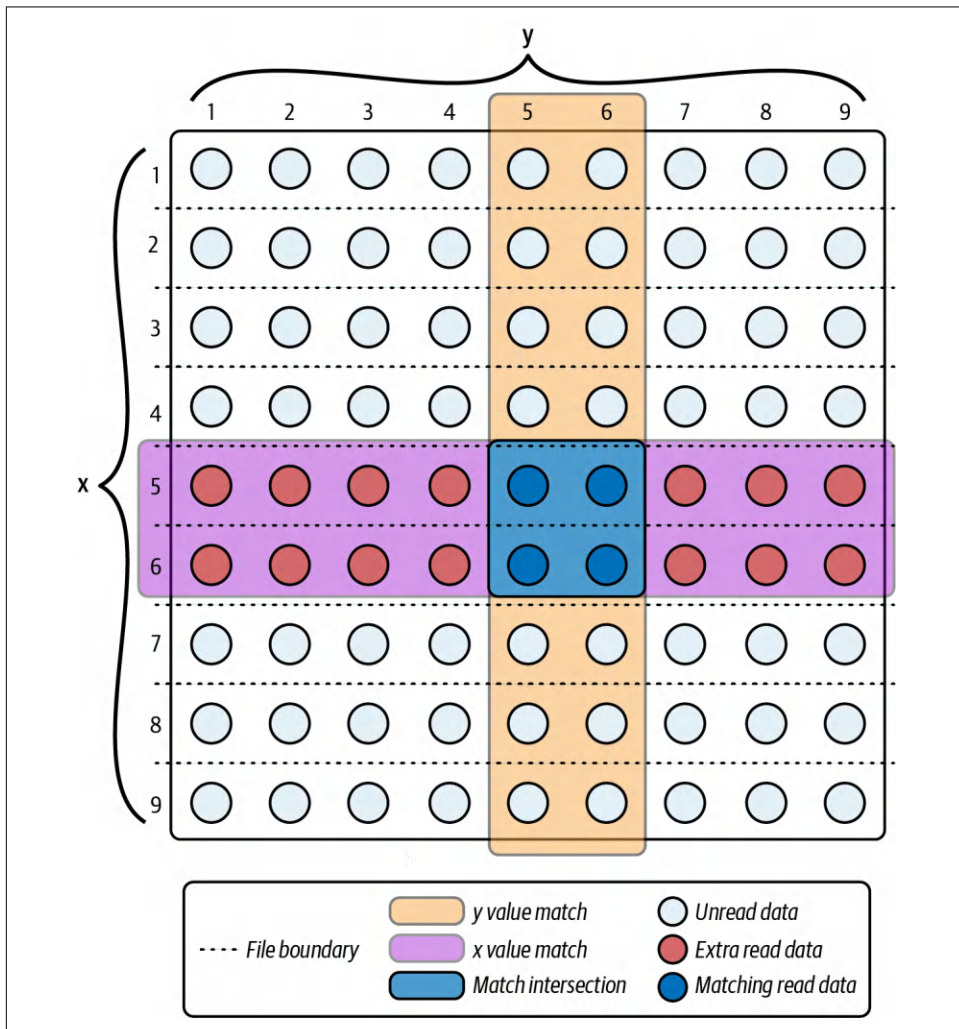 y
1 2 3 4 5 6 7 8 9
1
2
3
4
x
5
6
7
8
9
y value match
Unread data
File boundary
x value match
Extra read data
Match intersection
Matching read data